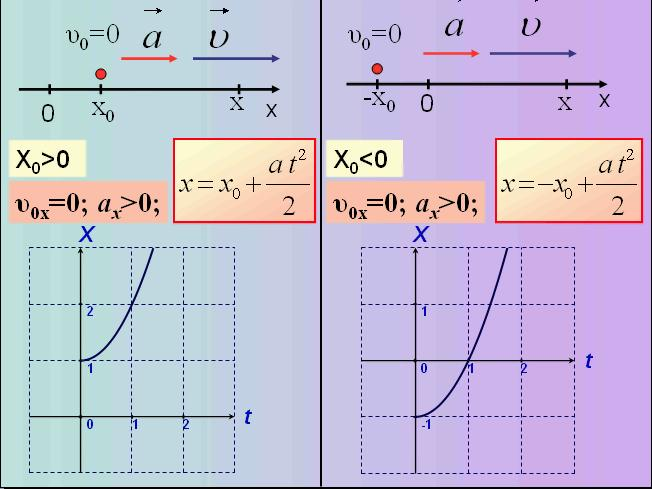 υ₀=0 a υ
0 x₀ x x
X₀>0
υ₀ₓ=0; aₓ>0;
x = x₀ + at²/2
x
2
1
0 1 2 t
υ₀=0 a υ
-x₀ 0 x x
X₀<0
υ₀ₓ=0; aₓ>0;
x = -x₀ + at²/2
x
1
0 1 2 t
-1